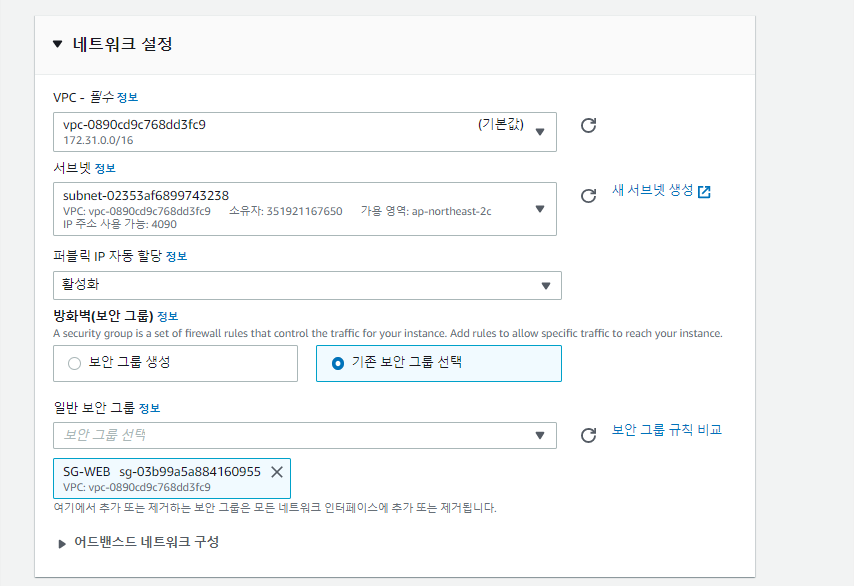 네트워크 설정
VPC - 필수 정보
vpc-0890cd9c768dd3fc9 (기본값)
172.31.0.0/16
서브넷 정보
subnet-02353af6899743238
VPC: vpc-0890cd9c768dd3fc9 소유자: 351921167650 가용 영역: ap-northeast-2c
IP 주소 사용 가능: 4090
새 서브넷 생성
퍼블릭 IP 자동 할당 정보
활성화
방화벽(보안 그룹) 정보
A security group is a set of firewall rules that control the traffic for your instance. Add rules to allow specific traffic to reach your instance.
보안 그룹 생성
기존 보안 그룹 선택
일반 보안 그룹 정보
보안 그룹 선택
보안 그룹 규칙 비교
SG-WEB sg-03b99a5a884160955
VPC: vpc-0890cd9c768dd3fc9
여기에서 추가 또는 제거하는 보안 그룹은 모든 네트워크 인터페이스에 추가 또는 제거됩니다.
어드밴스드 네트워크 구성